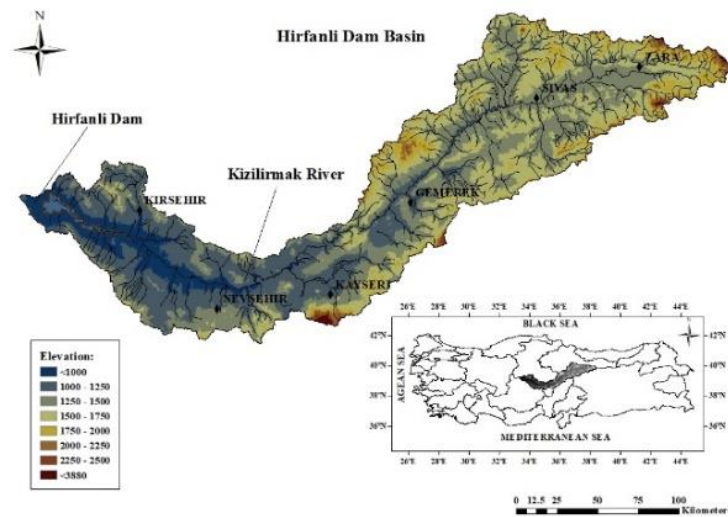 N
Hirfanli Dam Basin
ZARA
SIVAS
Hirfanli Dam
Kizilirmak River
KIRSEHIR
GEMEREK
KAYSERI
NEVSEHIR
Elevation:
<1000
1000 - 1250
1250 - 1500
1500 - 1750
1750 - 2000
2000 - 2250
2250 - 2500
<3880
26°E 28°E 30°E 32°E 34°E 36°E 38°E 40°E 42°E 44°E
BLACK SEA
42°N 42°N
AGEAN SEA
40°N 40°N
38°N 38°N
36°N 36°N
MEDITERRANEAN SEA
26°E 28°E 30°E 32°E 34°E 36°E 38°E 40°E 42°E 44°E
0 12.5 25 50 75 100
Kilometer